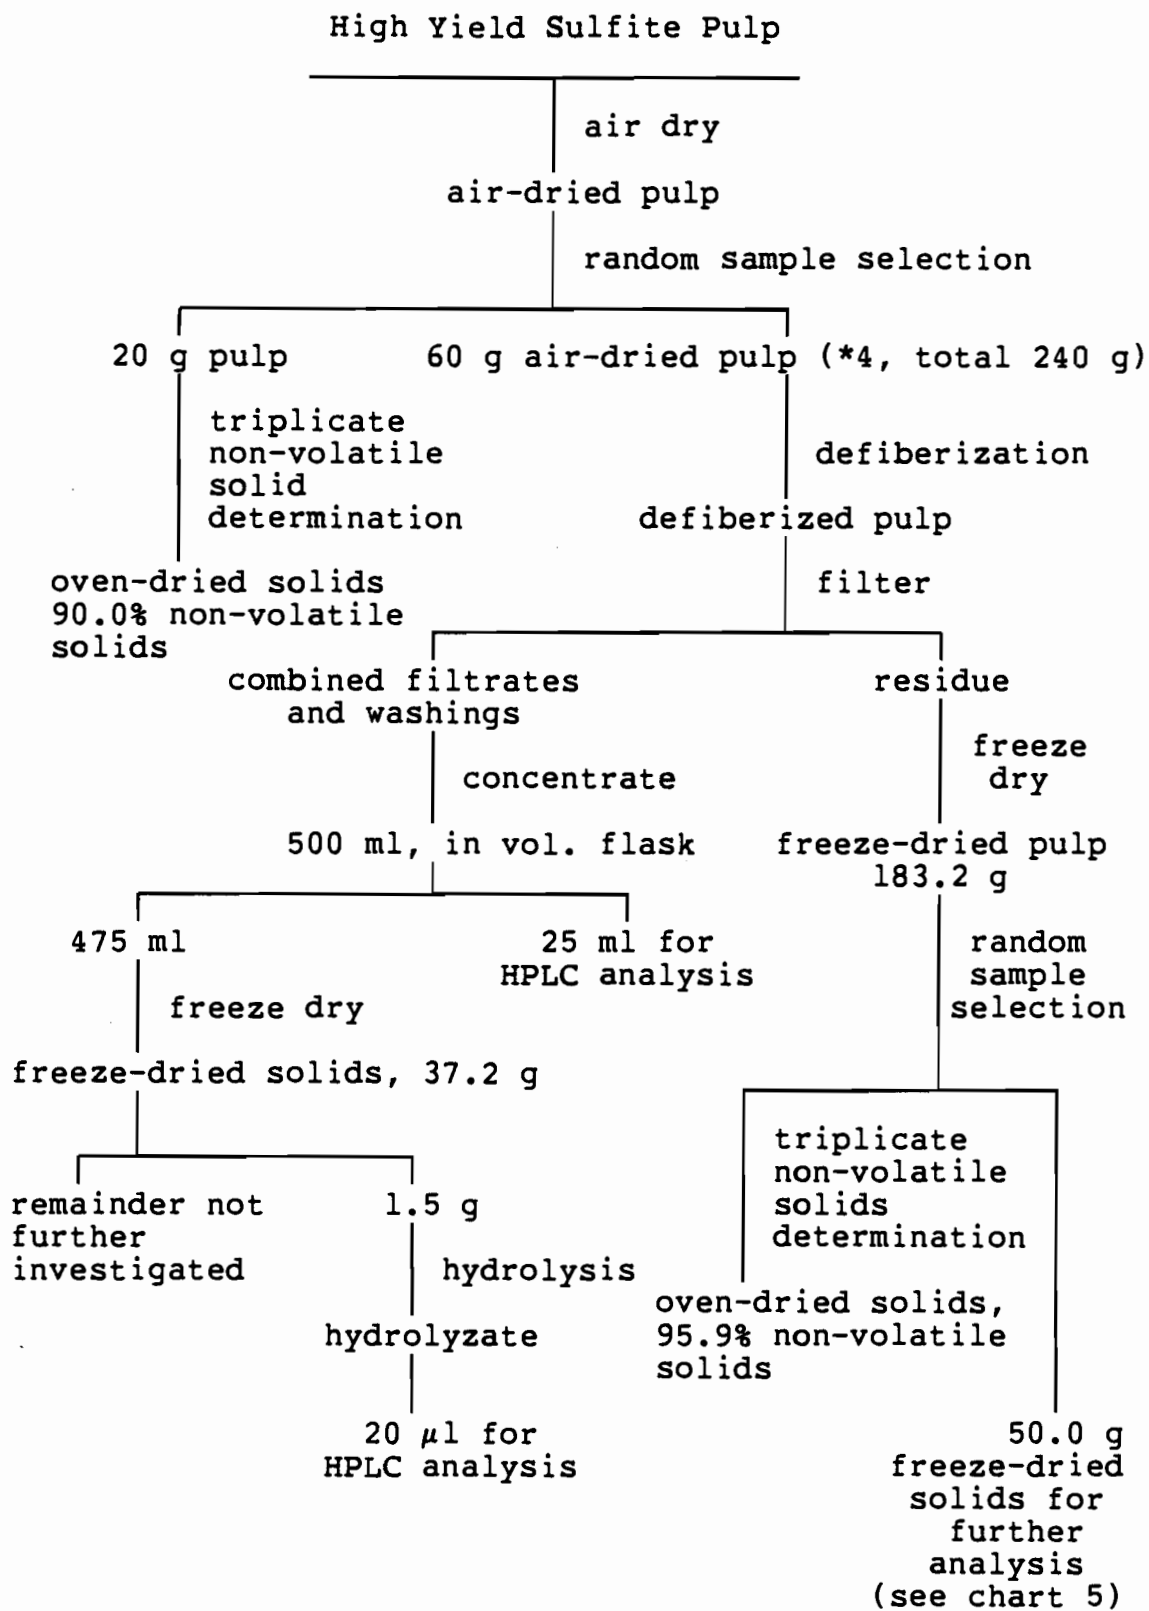 High Yield Sulfite Pulp
air dry
air-dried pulp
random sample selection
20 g pulp
60 g air-dried pulp (*4, total 240 g)
triplicate
non-volatile
solid
determination
defiberization
defiberized pulp
oven-dried solids
90.0% non-volatile
solids
filter
combined filtrates
and washings
residue
freeze
dry
concentrate
500 ml, in vol. flask
freeze-dried pulp
183.2 g
475 ml
25 ml for
HPLC analysis
random
sample
selection
freeze dry
freeze-dried solids, 37.2 g
remainder not
further
investigated
1.5 g
hydrolysis
hydrolyzate
20 μl for
HPLC analysis
triplicate
non-volatile
solids
determination
oven-dried solids,
95.9% non-volatile
solids
50.0 g
freeze-dried
solids for
further
analysis
(see chart 5)